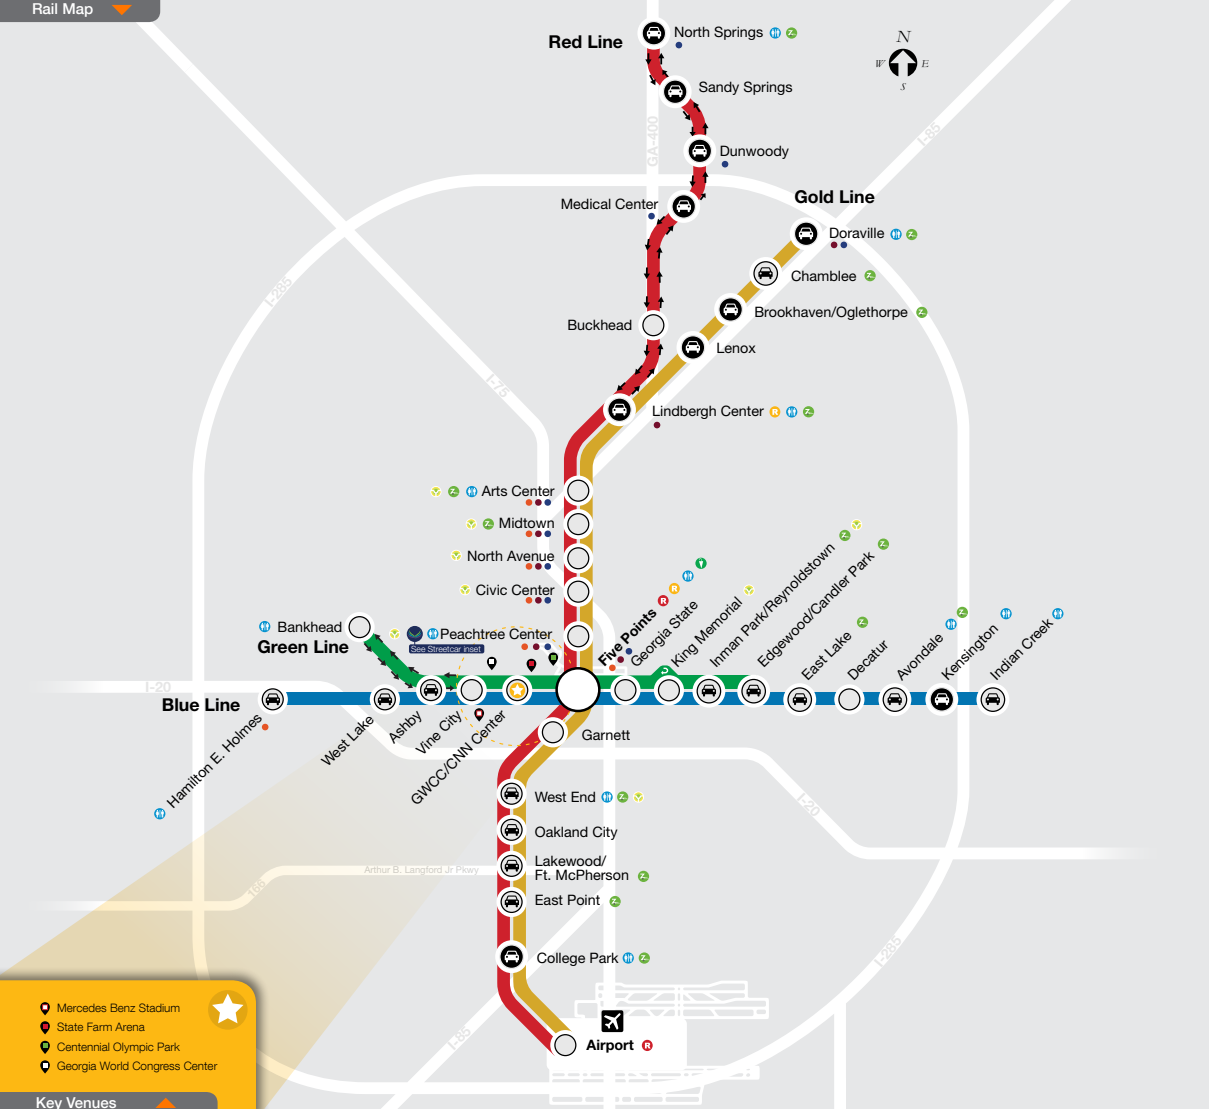 Rail Map
Red Line
North Springs
N
W
E
S
Sandy Springs
GA-400
I-85
Dunwoody
Medical Center
Gold Line
Doraville
Chamblee
I-285
Brookhaven/Oglethorpe
Buckhead
Lenox
I-75
Lindbergh Center
R
Arts Center
Midtown
North Avenue
Civic Center
Peachtree Center
See Streetcar inset
Bankhead
Green Line
Blue Line
I-20
Hamilton E. Holmes
West Lake
Ashby
Vine City
GWCC/CNN Center
Five Points
R
R
Georgia State
King Memorial
Inman Park/Reynoldstown
Edgewood/Candler Park
East Lake
Decatur
Avondale
Kensington
Indian Creek
Garnett
West End
I-20
Oakland City
Lakewood/
Ft. McPherson
Arthur B. Langford Jr Pkwy
166
East Point
College Park
I-285
I-85
Airport
R
Mercedes Benz Stadium
State Farm Arena
Centennial Olympic Park
Georgia World Congress Center
Key Venues